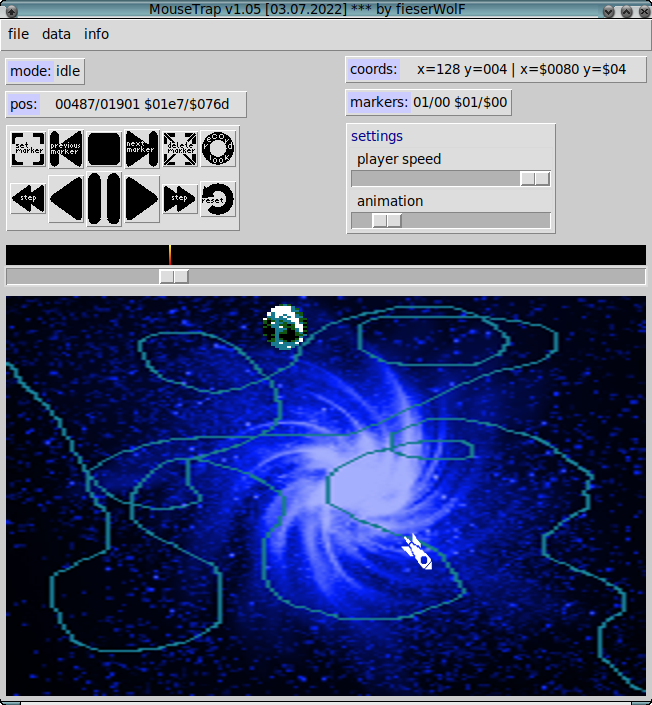 MouseTrap v1.05 [03.07.2022] *** by fieserWolF
file data info
mode: idle
coords: x=128 y=004 | x=$0080 y=$04
pos: 00487/01901 $01e7/$076d
markers: 01/00 $01/$00
set marker
previous marker
next marker
delete marker
record look
settings
player speed
step
step
reset
animation